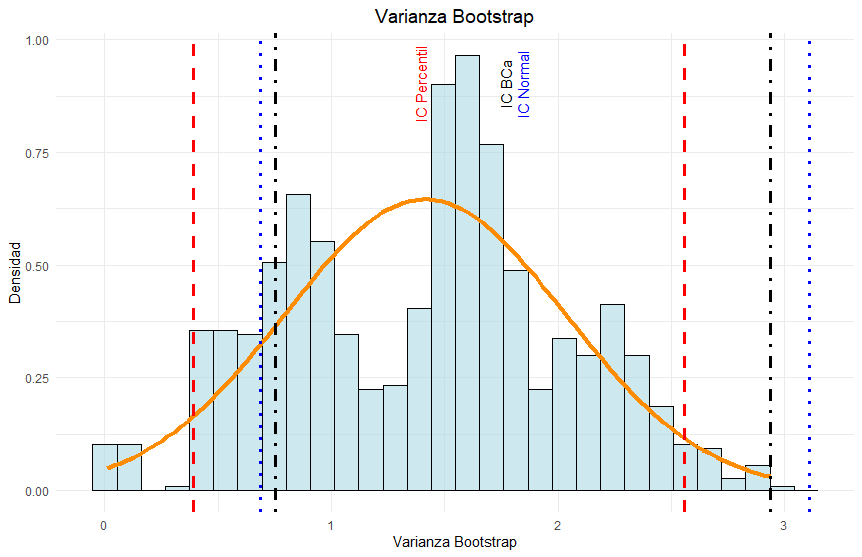 Varianza Bootstrap
1.00
0.75
0.50
0.25
0.00
Densidad
IC Percentil
IC BCa
IC Normal
0
1
2
3
Varianza Bootstrap